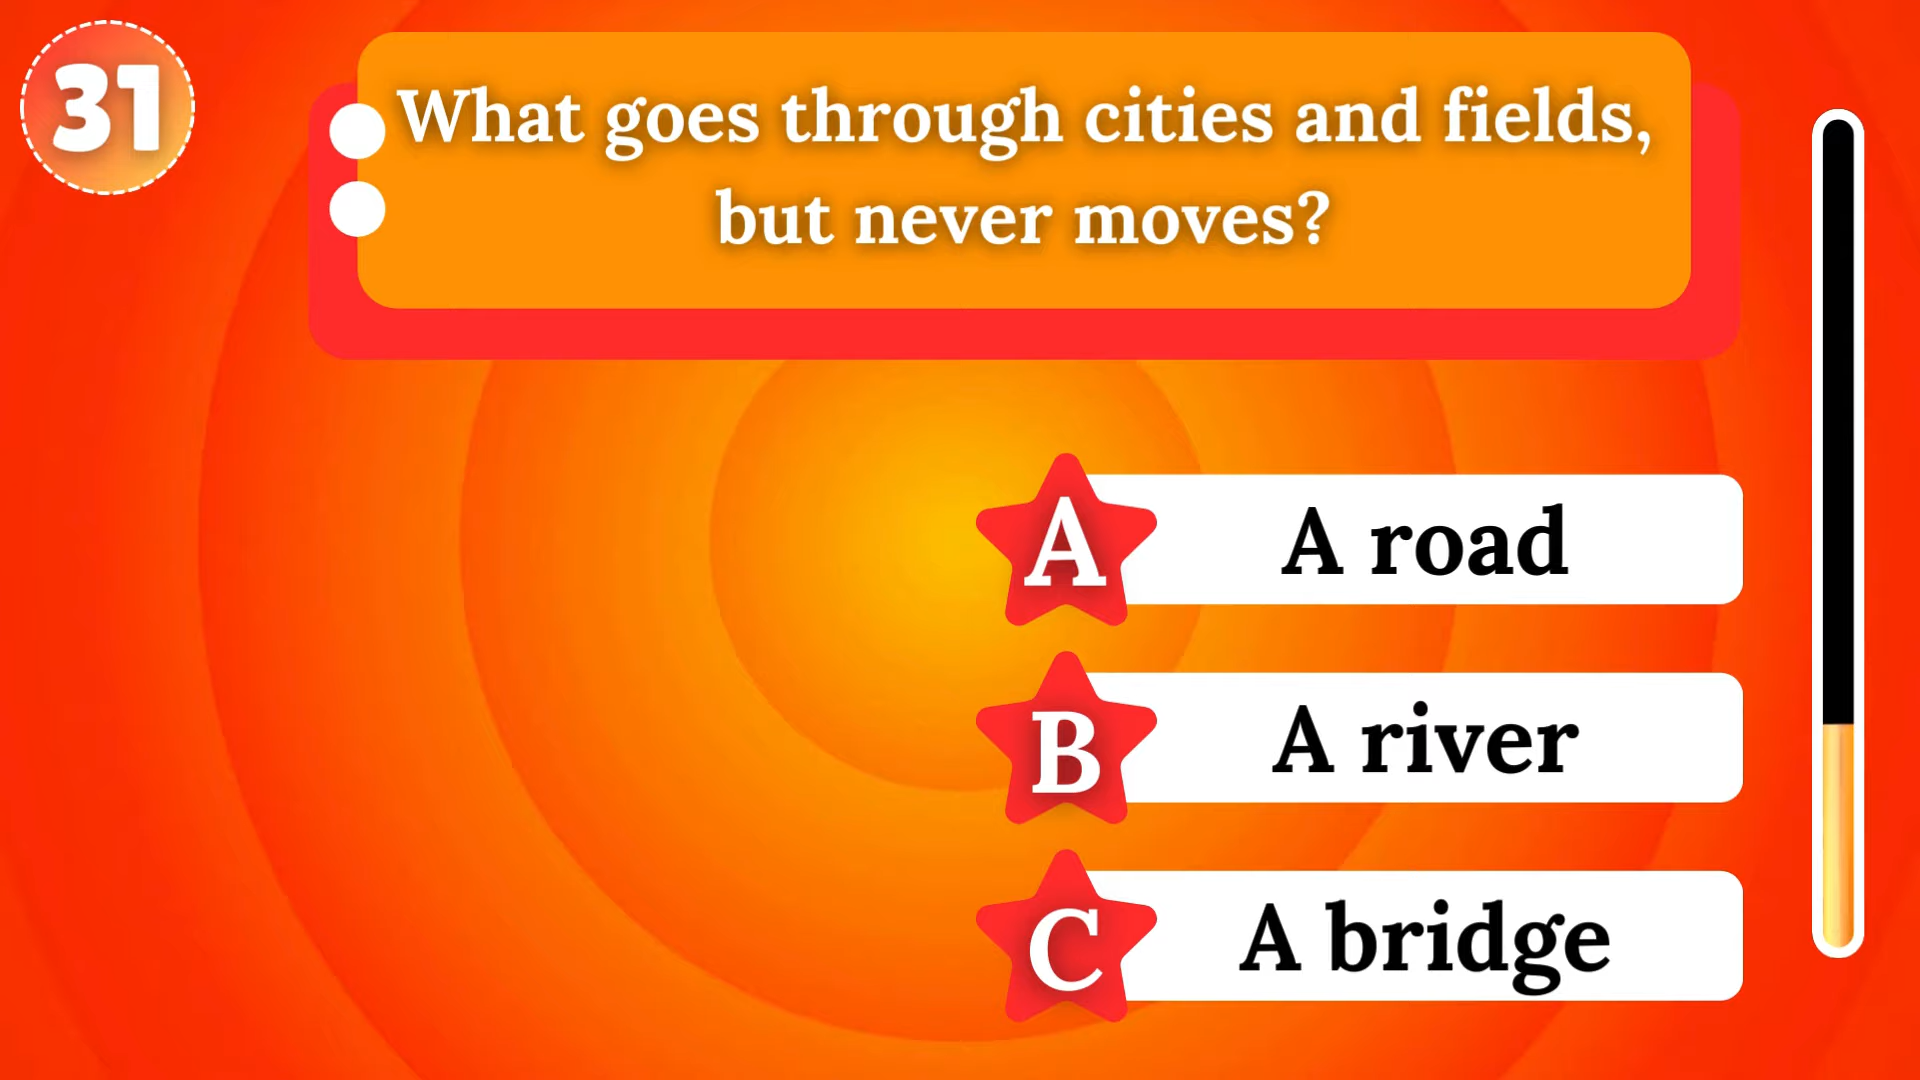 31
What goes through cities and fields,
but never moves?
A A road
B A river
C A bridge